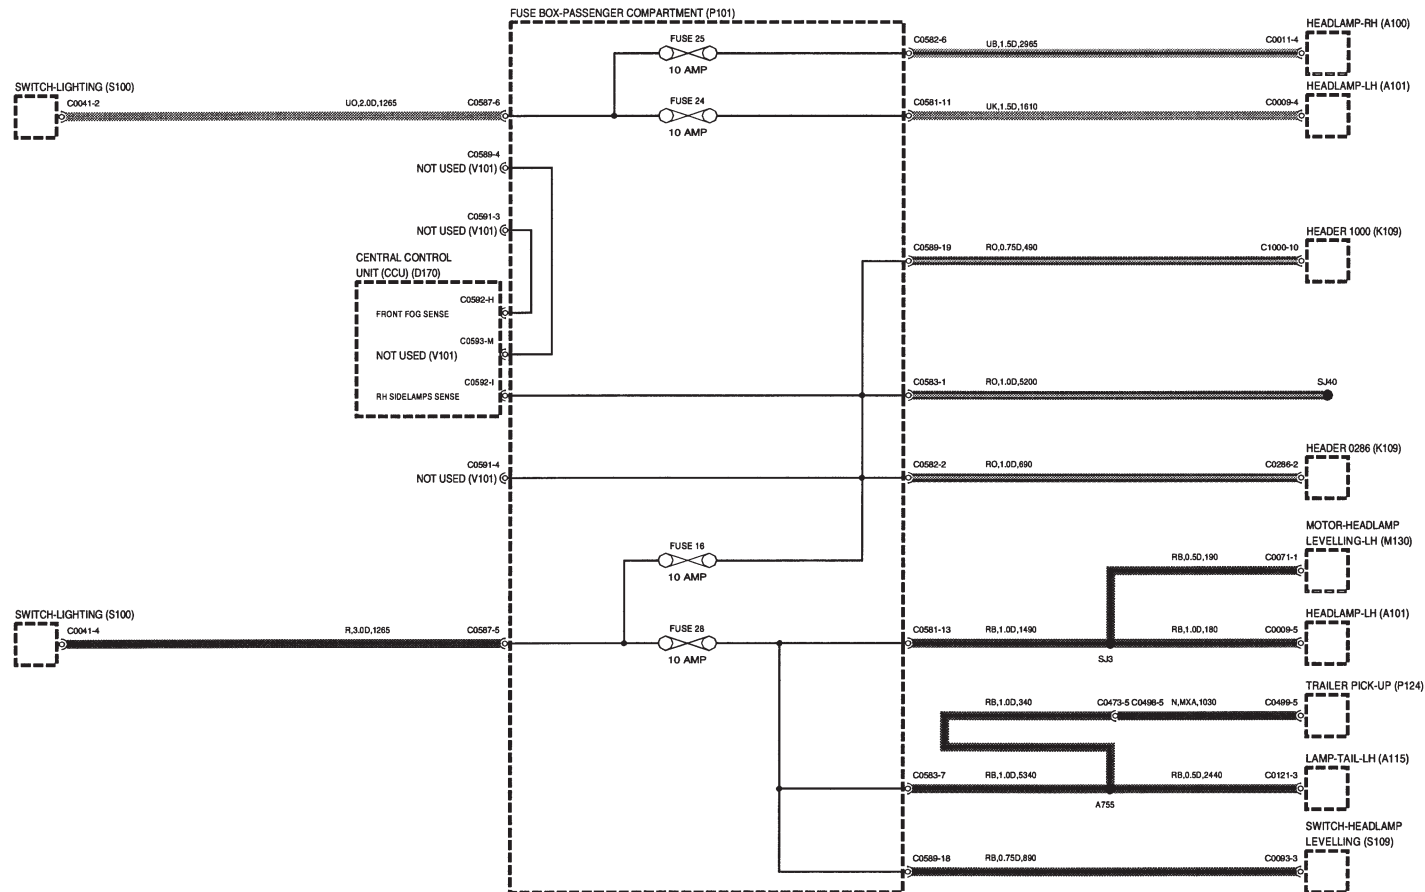 FUSE BOX-PASSENGER COMPARTMENT (P101)
HEADLAMP-RH (A100)
FUSE 25
10 AMP
C0582-6
UB,1.5D,2965
C0011-4
SWITCH-LIGHTING (S100)
C0041-2
UO,2.0D,1265
C0587-6
FUSE 24
10 AMP
C0581-11
UK,1.5D,1610
C0009-4
HEADLAMP-LH (A101)
C0589-4
NOT USED (V101)
C0591-3
NOT USED (V101)
HEADER 1000 (K109)
C0589-19
RO,0.75D,490
C1000-10
CENTRAL CONTROL
UNIT (CCU) (D170)
C0592-H
FRONT FOG SENSE
C0593-M
NOT USED (V101)
C0592-I
RH SIDELAMPS SENSE
C0583-1
RO,1.0D,5200
SJ40
C0591-4
NOT USED (V101)
C0582-2
RO,1.0D,690
C0286-2
HEADER 0286 (K109)
FUSE 16
10 AMP
MOTOR-HEADLAMP
LEVELLING-LH (M130)
RB,0.5D,190
C0071-1
SWITCH-LIGHTING (S100)
C0041-4
R,3.0D,1265
C0587-5
FUSE 28
10 AMP
C0581-13
RB,1.0D,1490
SJ3
RB,1.0D,180
C0009-5
HEADLAMP-LH (A101)
TRAILER PICK-UP (P124)
RB,1.0D,340
C0473-5 C0498-5
N,MXA,1030
C0499-5
LAMP-TAIL-LH (A115)
C0583-7
RB,1.0D,5340
A755
RB,0.5D,2440
C0121-3
SWITCH-HEADLAMP
LEVELLING (S109)
C0589-18
RB,0.75D,890
C0093-3